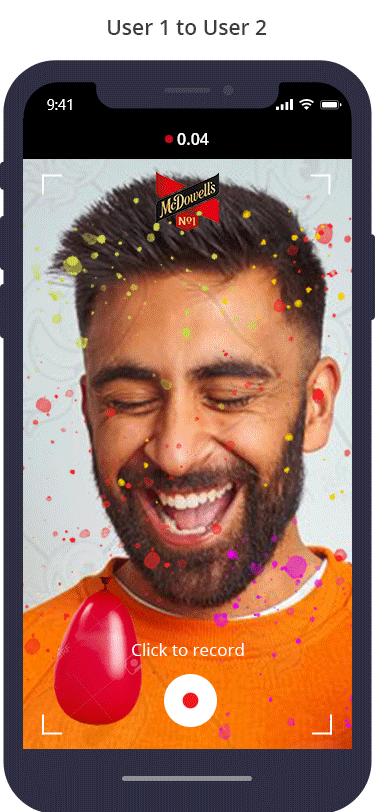 User 1 to User 2
9:41
0.04
McDowell's
No1
Click to record